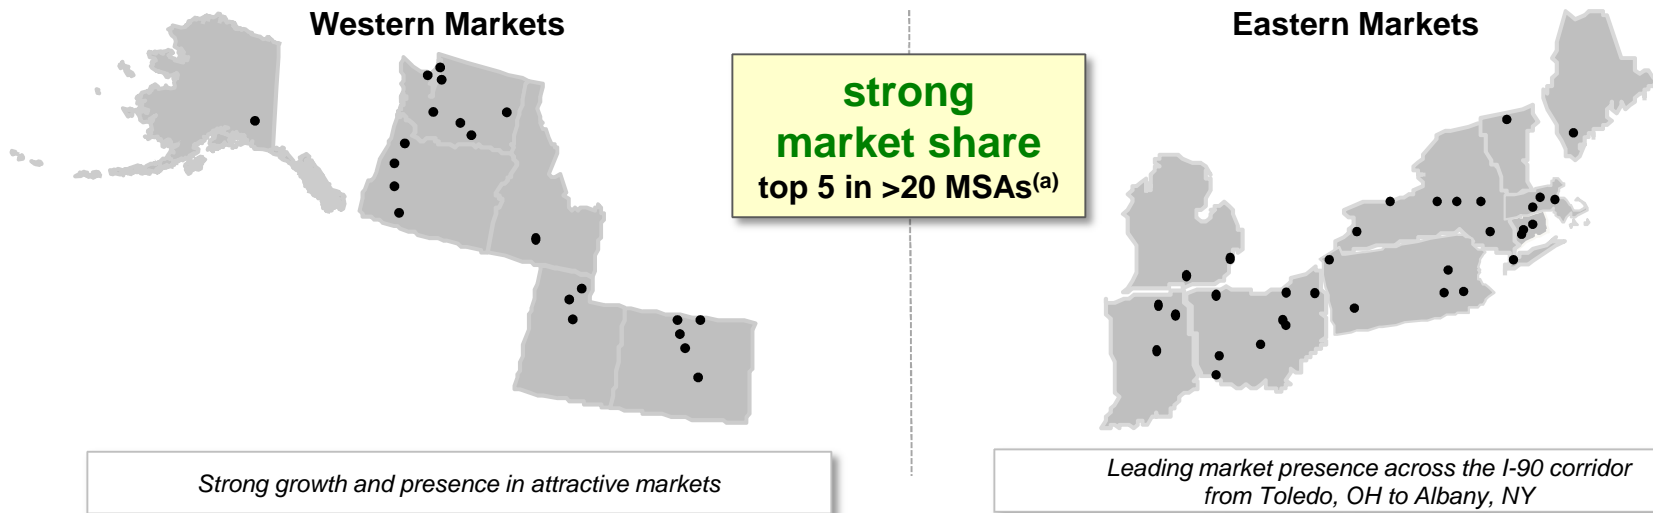 Western Markets
Eastern Markets
strong
market share
top 5 in >20 MSAs(a)
Strong growth and presence in attractive markets
Leading market presence across the I-90 corridor
from Toledo, OH to Albany, NY